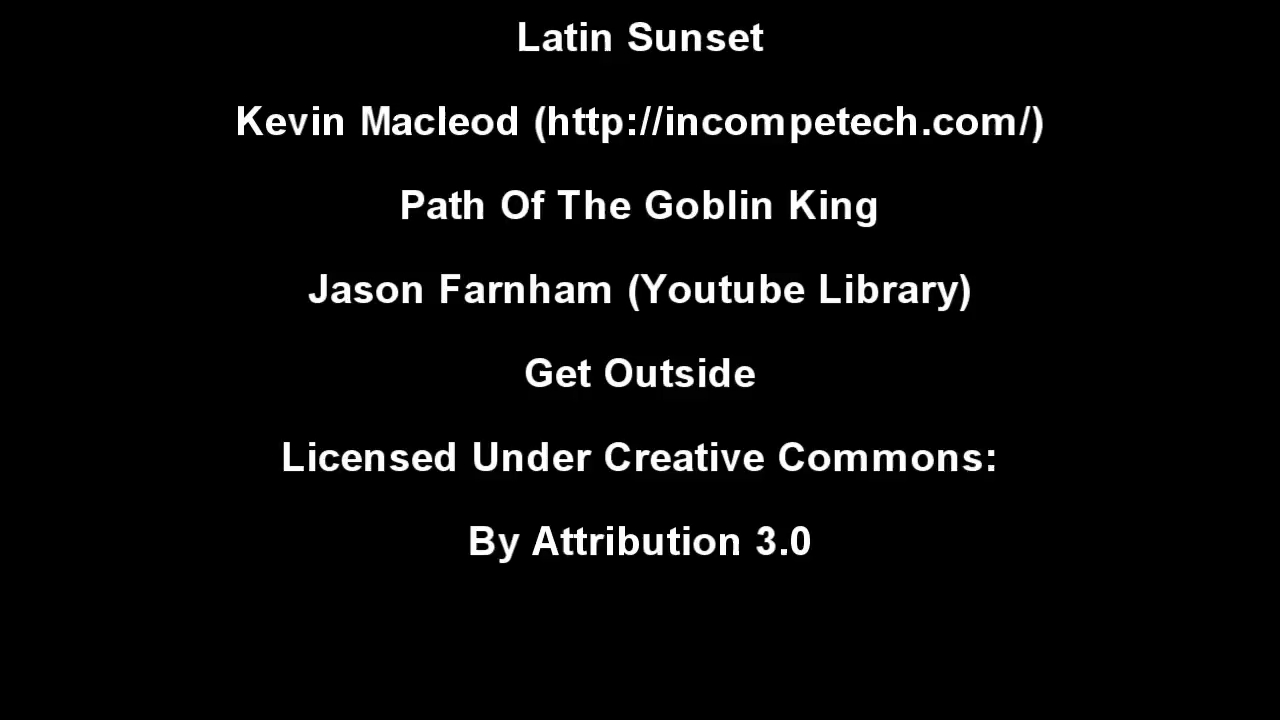 Latin Sunset
Kevin Macleod (http://incompetech.com/)
Path Of The Goblin King
Jason Farnham (Youtube Library)
Get Outside
Licensed Under Creative Commons:
By Attribution 3.0